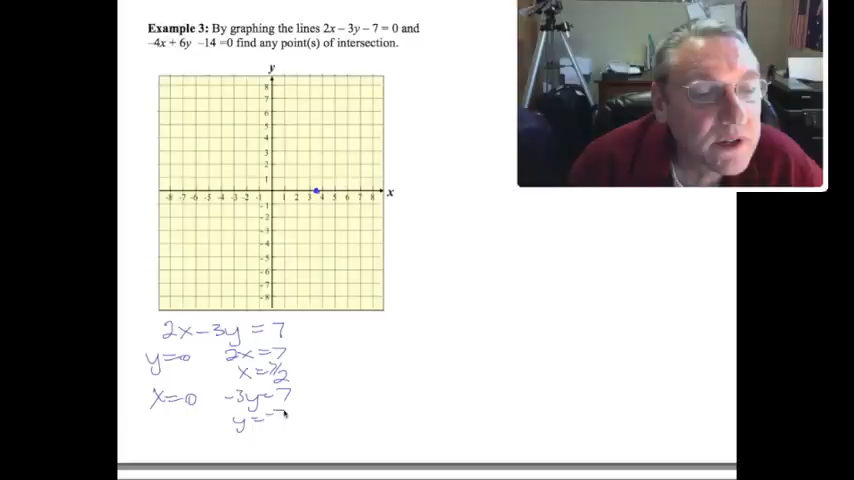 Example 3: By graphing the lines 2x – 3y – 7 = 0 and
–4x + 6y –14 =0 find any point(s) of intersection.
y
8
7
6
5
4
3
2
1
-8 -7 -6 -5 -4 -3 -2 -1 1 2 3 4 5 6 7 8 x
-1
-2
-3
-4
-5
-6
-7
-8
2x-3y = 7
y=0 2x=7
x=7/2
x=0 -3y=7
y=-7